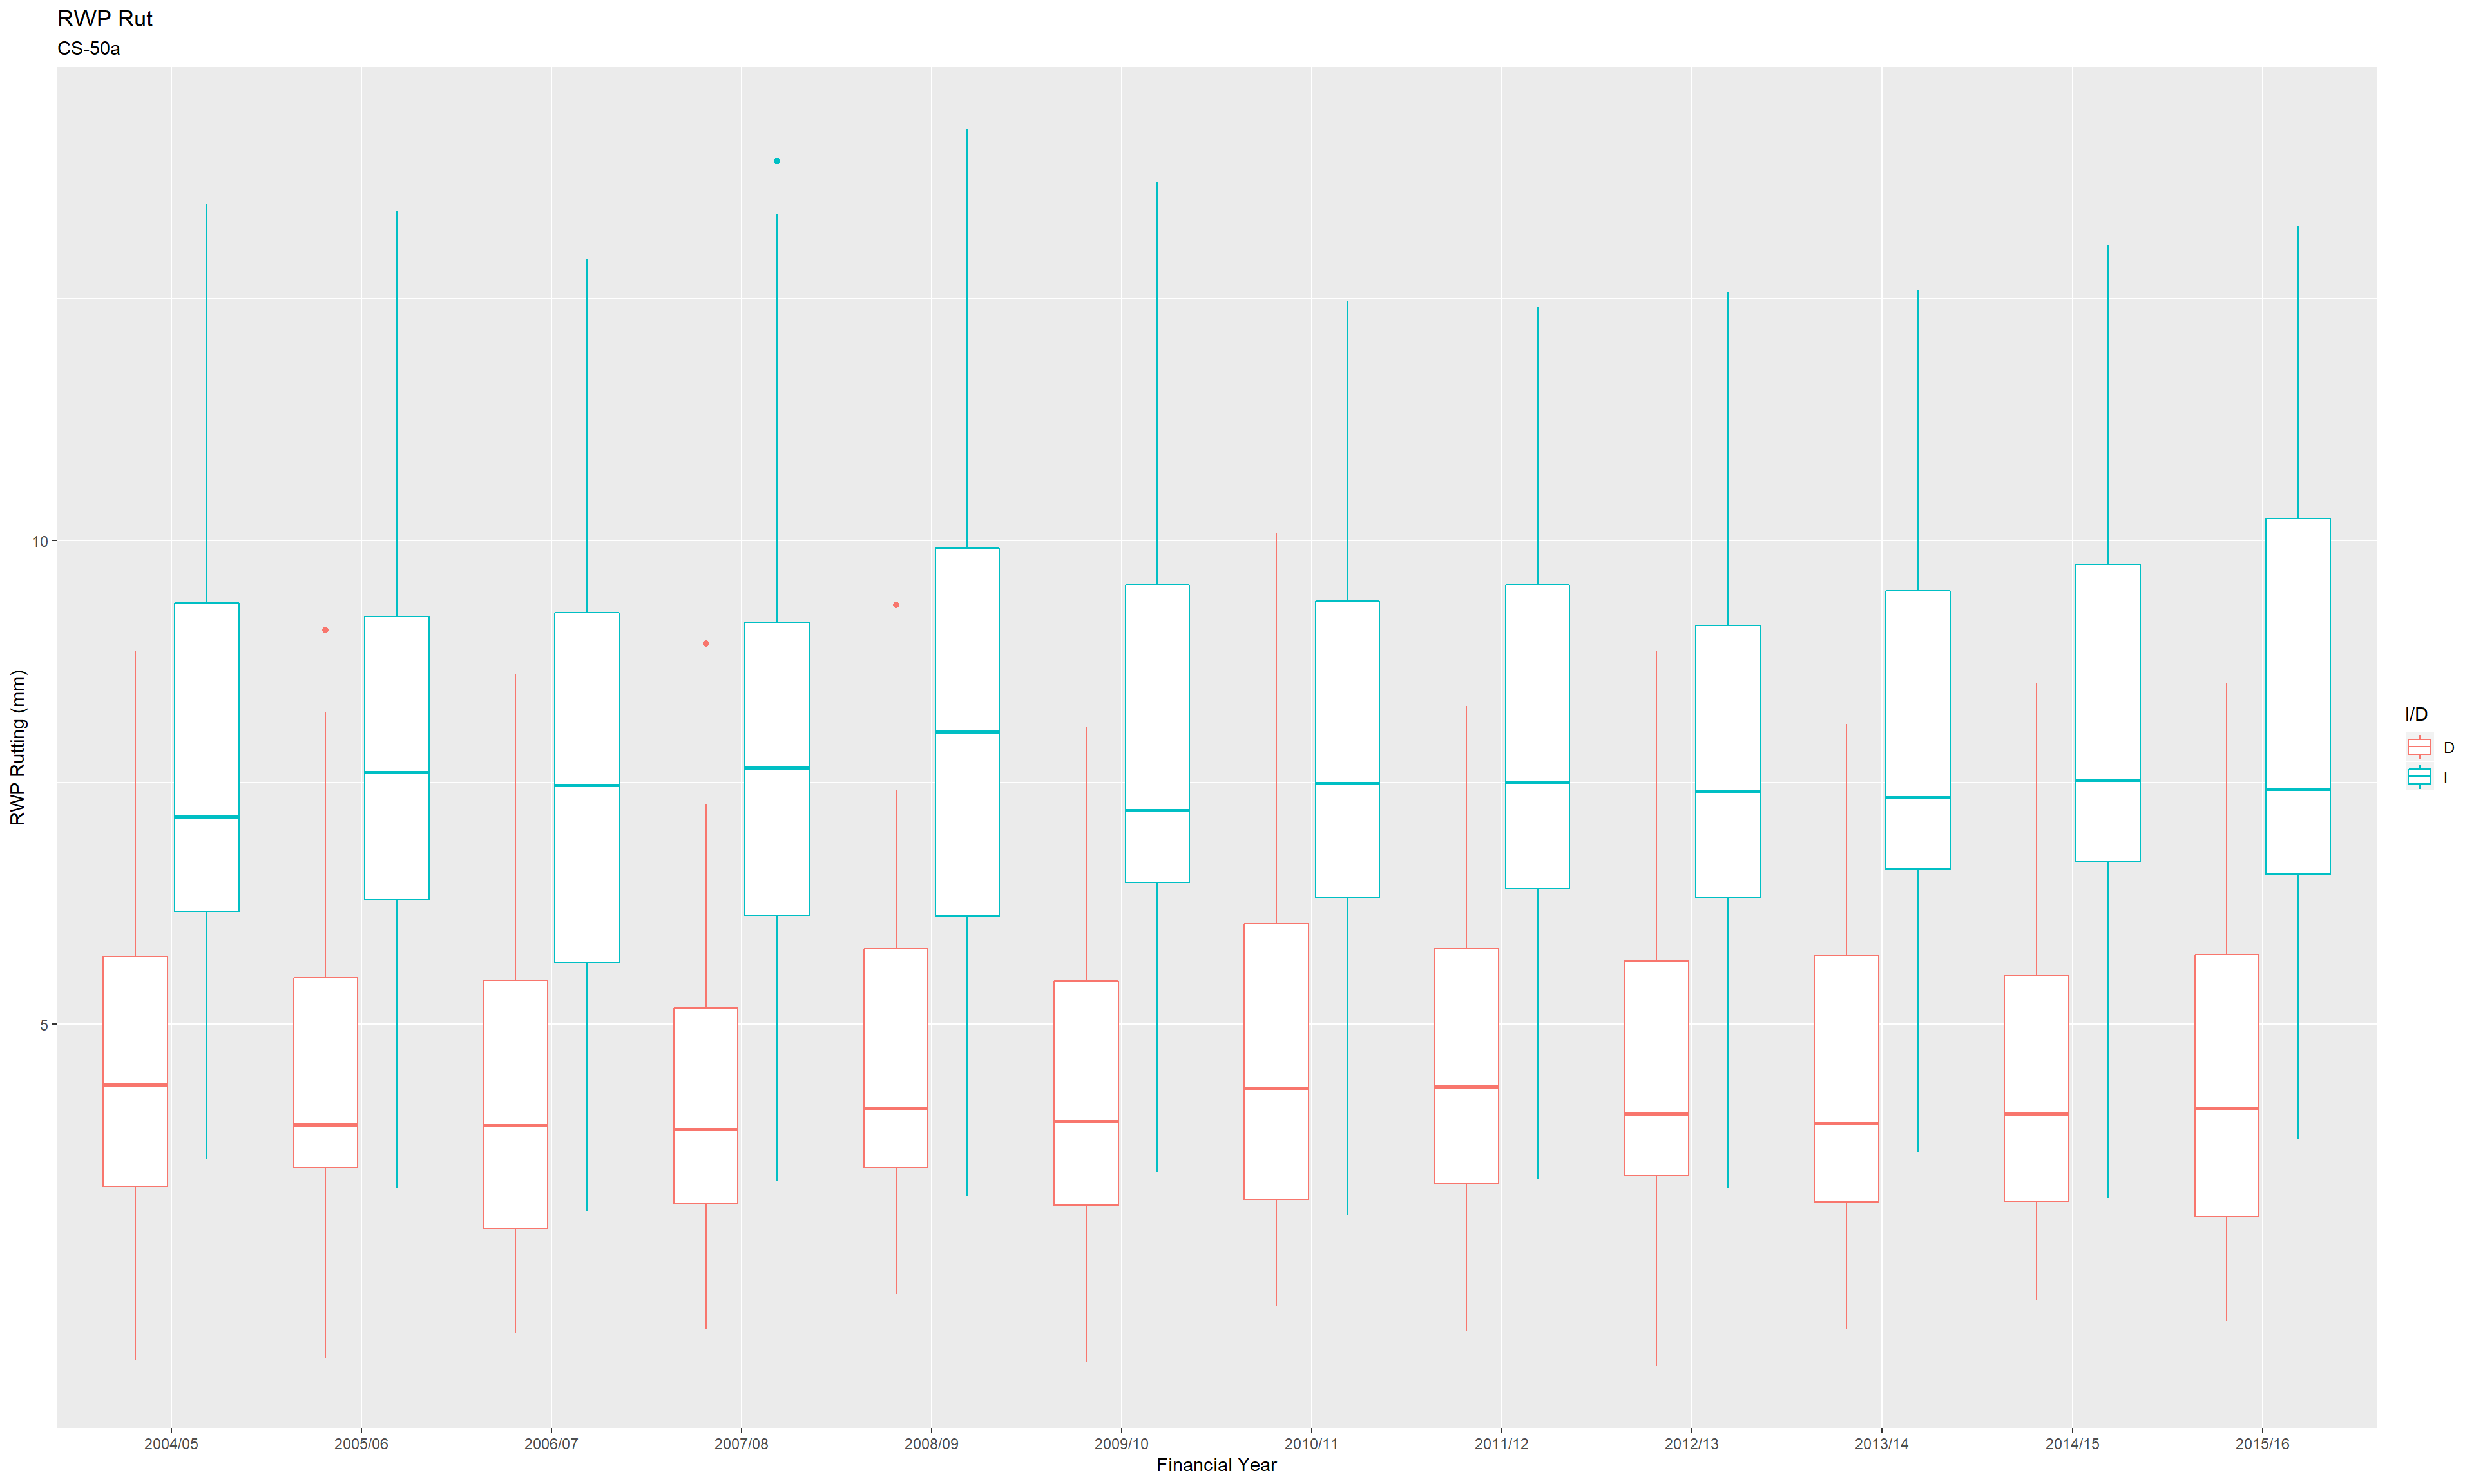 RWP Rut
CS-50a
RWP Rutting (mm)
10
5
2004/05
2005/06
2006/07
2007/08
2008/09
2009/10
2010/11
2011/12
2012/13
2013/14
2014/15
2015/16
Financial Year
I/D
D
I